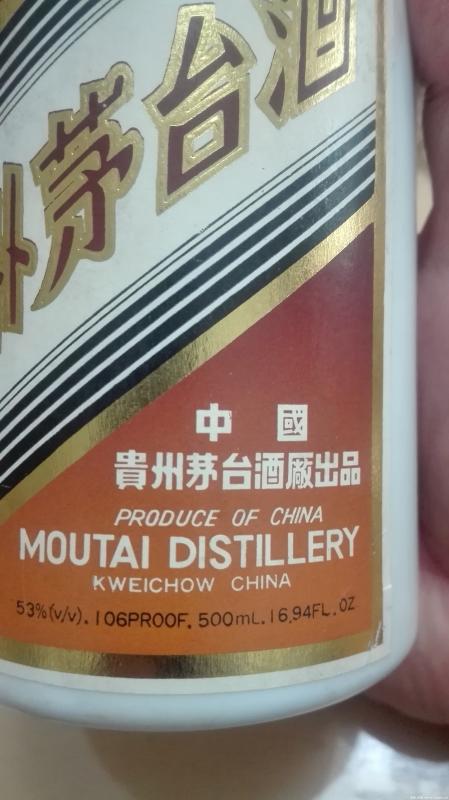 州茅台酒
中國
貴州茅台酒廠出品
PRODUCE OF CHINA
MOUTAI DISTILLERY
KWEICHOW CHINA
53%(v/v). 106PROOF. 500mL. 16.94FL. OZ